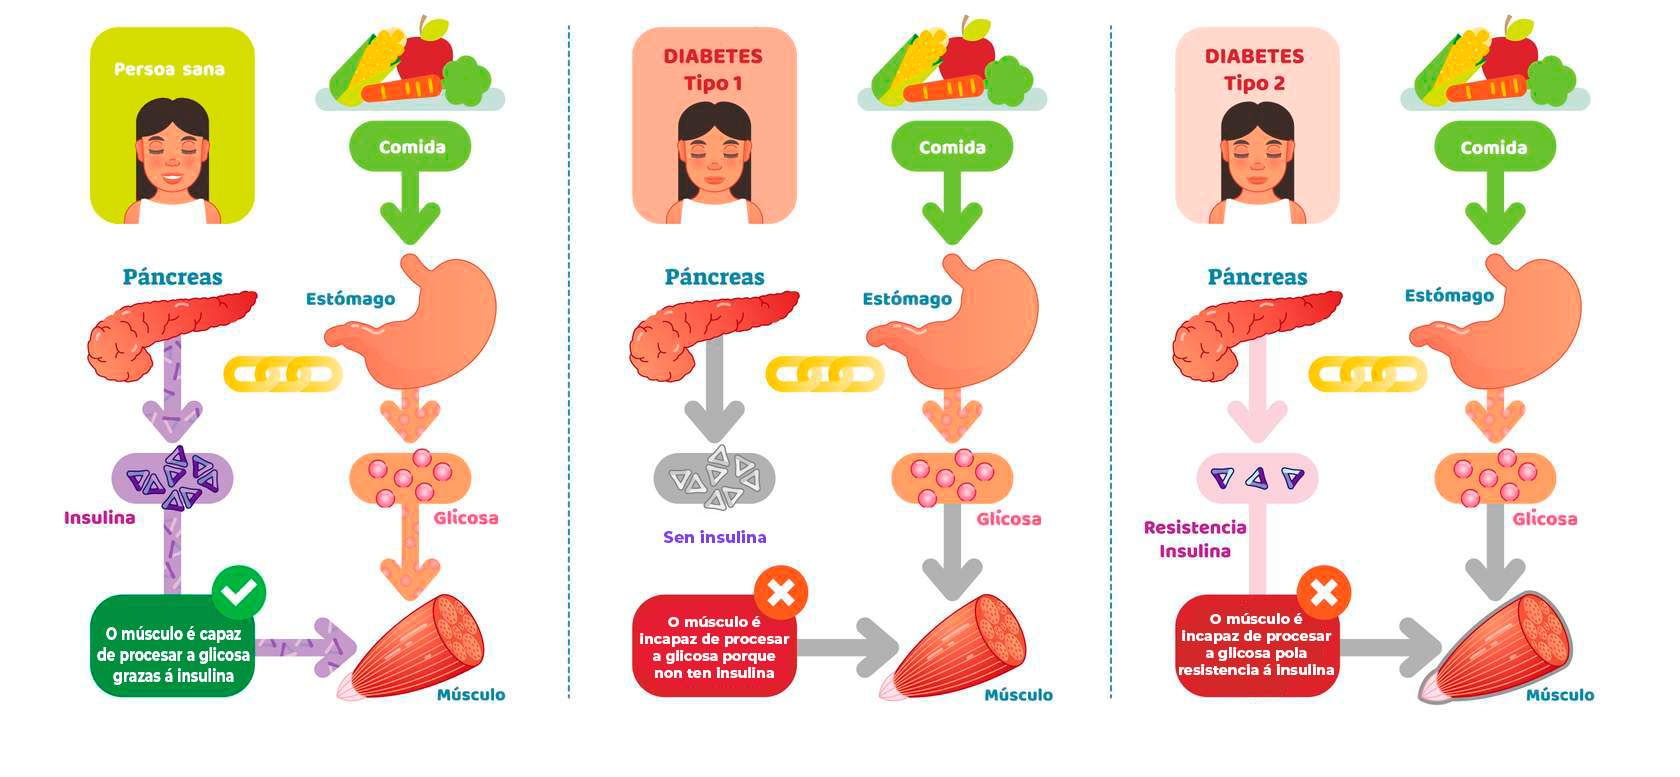 Persoa sana
Comida
Páncreas
Estómago
Insulina
Glicosa
O músculo é capaz
de procesar a glicosa
grazas á insulina
Músculo
DIABETES
Tipo 1
Comida
Páncreas
Estómago
Glicosa
Sen insulina
O músculo é
incapaz de procesar
a glicosa porque
non ten insulina
Músculo
DIABETES
Tipo 2
Comida
Páncreas
Estómago
Glicosa
Resistencia
Insulina
O músculo é
incapaz de procesar
a glicosa pola
resistencia á insulina
Músculo